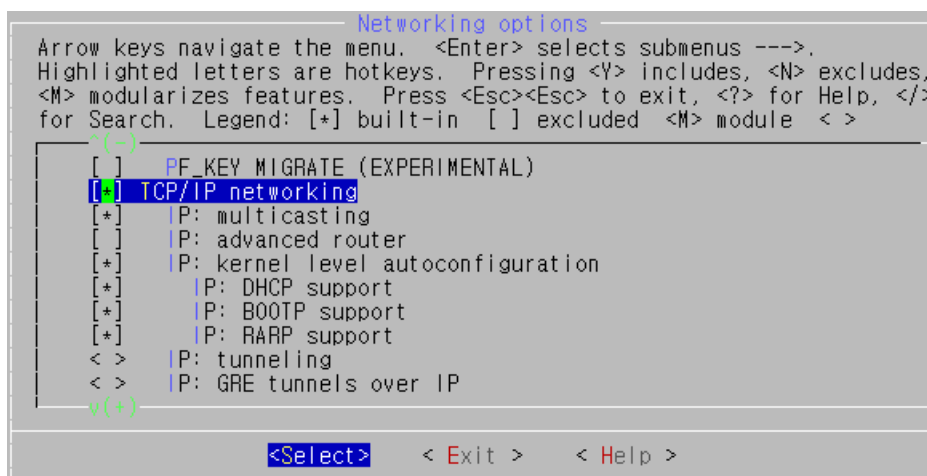 Networking options
Arrow keys navigate the menu.  <Enter> selects submenus --->.
Highlighted letters are hotkeys.  Pressing <Y> includes, <N> excludes,
<M> modularizes features.  Press <Esc><Esc> to exit, <?> for Help, </>
for Search.  Legend: [*] built-in  [ ] excluded  <M> module  < >
^(-)
[ ]   PF_KEY MIGRATE (EXPERIMENTAL)
[*] TCP/IP networking
[*]   IP: multicasting
[ ]   IP: advanced router
[*]   IP: kernel level autoconfiguration
[*]     IP: DHCP support
[*]     IP: BOOTP support
[*]     IP: RARP support
< >   IP: tunneling
< >   IP: GRE tunnels over IP
v(+)
<Select>    < Exit >    < Help >